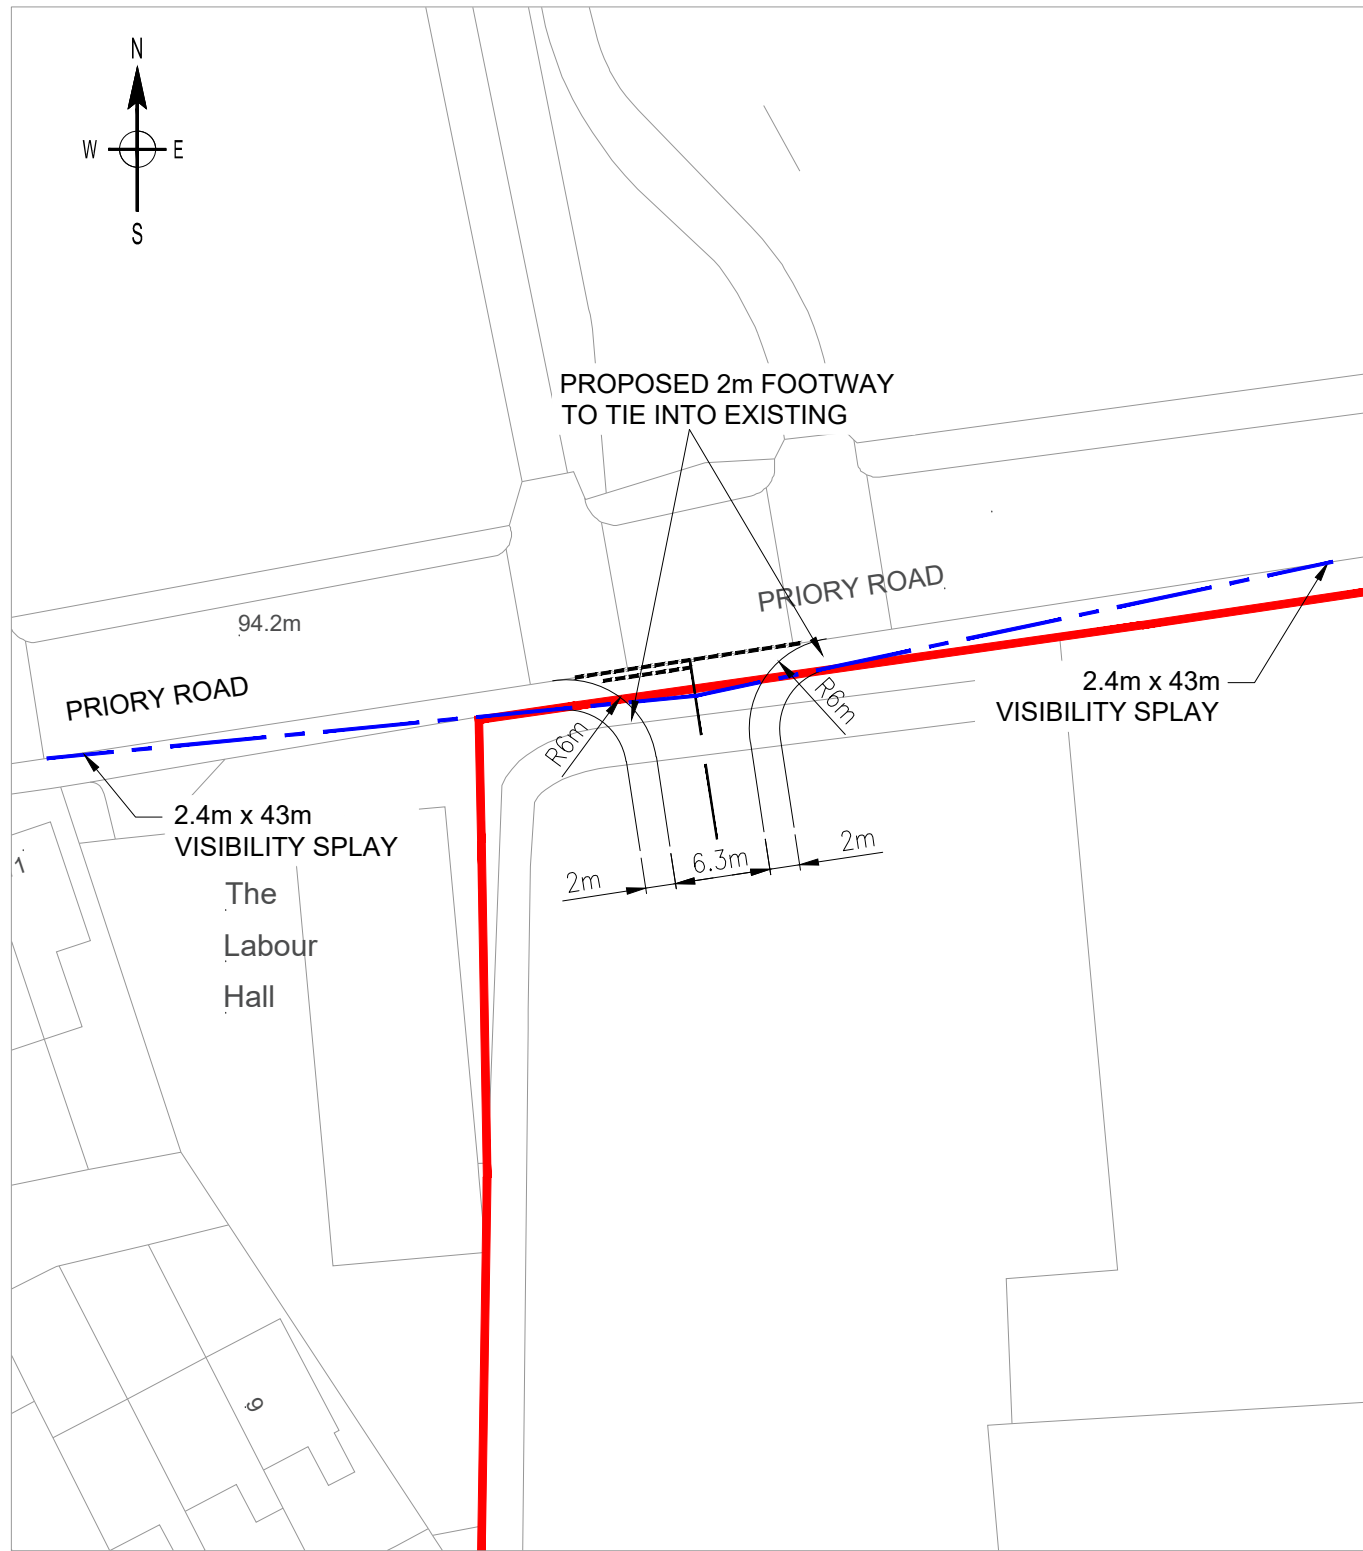 N
W E
S
PROPOSED 2m FOOTWAY
TO TIE INTO EXISTING
PRIORY ROAD
94.2m
PRIORY ROAD
R6m
R6m
2.4m x 43m
VISIBILITY SPLAY
2.4m x 43m
VISIBILITY SPLAY
2m
6.3m
2m
The
Labour
Hall
1
9